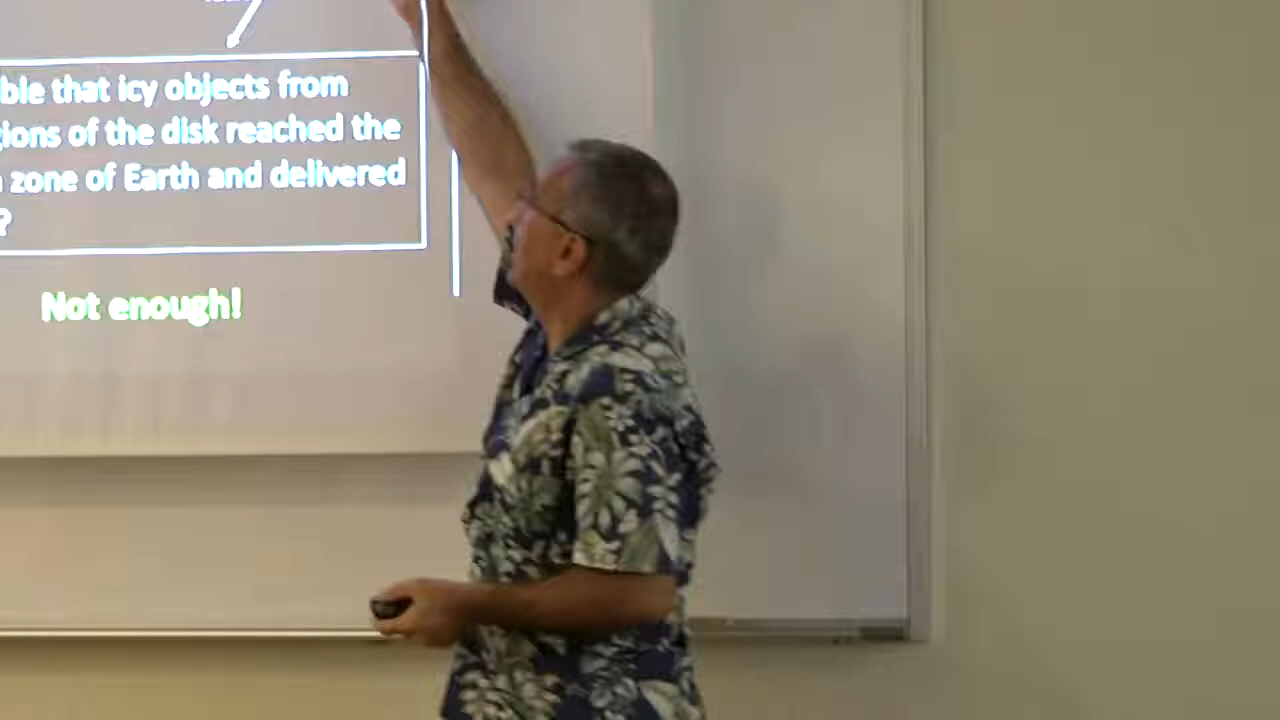 ble that icy objects from
gions of the disk reached the
zone of Earth and delivered
?
Not enough!